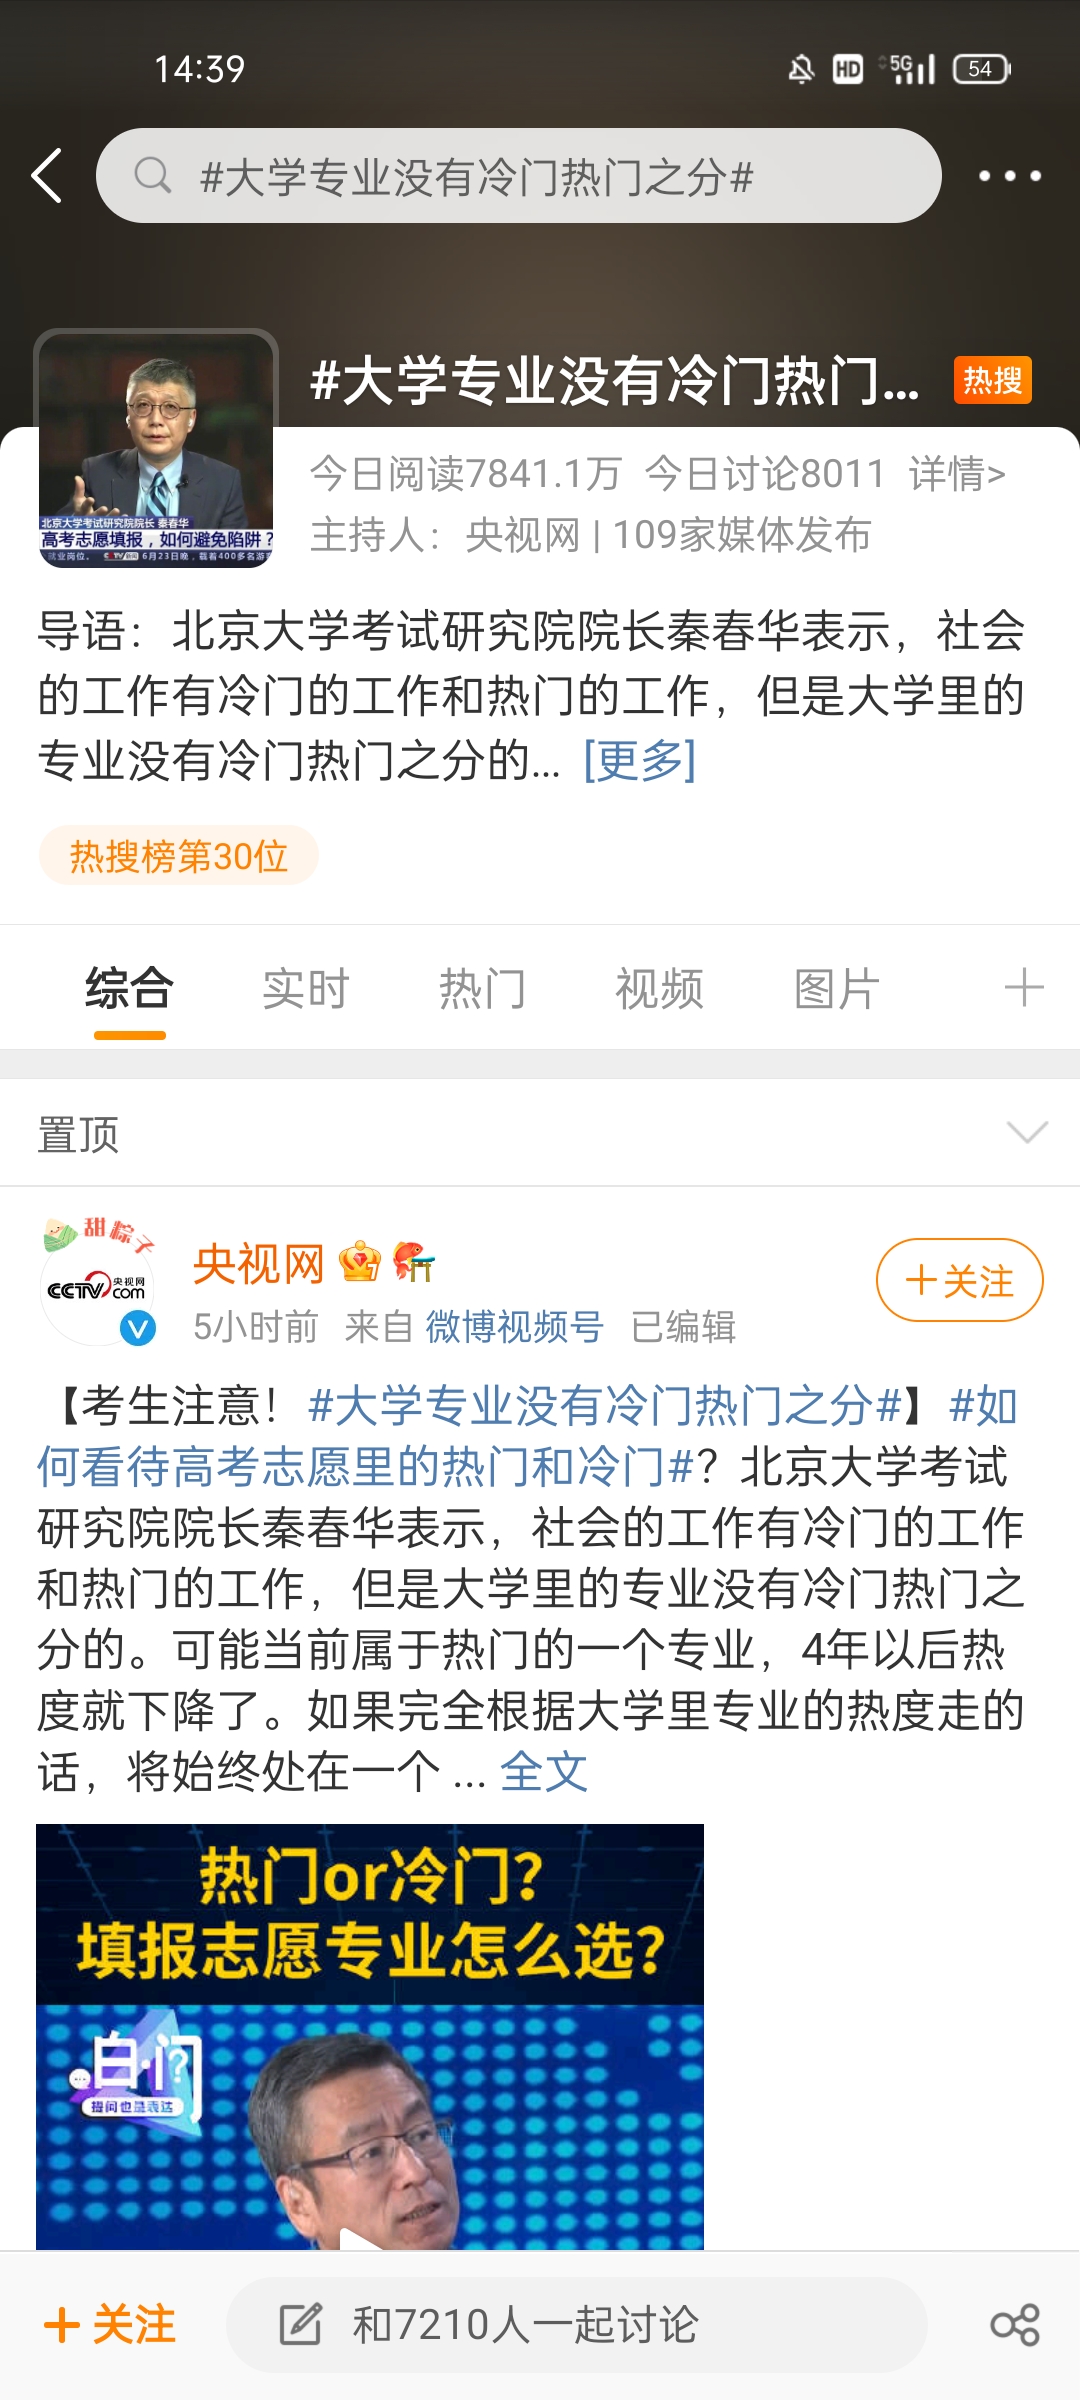 14:39
HD 5G 54
#大学专业没有冷门热门之分#
#大学专业没有冷门热门... 热搜
今日阅读7841.1万 今日讨论8011 详情>
主持人：央视网 | 109家媒体发布
北京大学考试研究院院长 秦春华
高考志愿填报，如何避免陷阱？
就业岗位。 CCTV 6月23日晚，载着400多名游
导语：北京大学考试研究院院长秦春华表示，社会
的工作有冷门的工作和热门的工作，但是大学里的
专业没有冷门热门之分的... [更多]
热搜榜第30位
综合 实时 热门 视频 图片
置顶
甜粽子
CCTV 央视网
com
央视网
+关注
5小时前 来自 微博视频号 已编辑
【考生注意！#大学专业没有冷门热门之分#】#如
何看待高考志愿里的热门和冷门#？北京大学考试
研究院院长秦春华表示，社会的工作有冷门的工作
和热门的工作，但是大学里的专业没有冷门热门之
分的。可能当前属于热门的一个专业，4年以后热
度就下降了。如果完全根据大学里专业的热度走的
话，将始终处在一个 ... 全文
热门or冷门？
填报志愿专业怎么选？
白·问？
提问也是表达
+关注 和7210人一起讨论